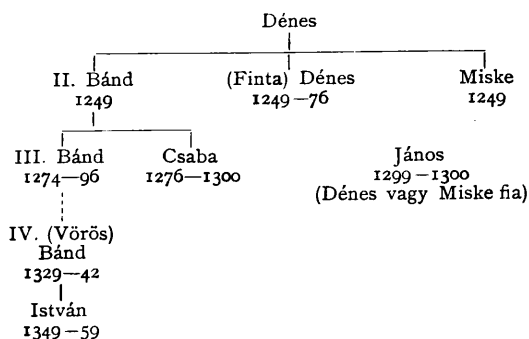 Dénes
II. Bánd (Finta) Dénes Miske
1249 1249—76 1249
III. Bánd Csaba János
1274—96 1276—1300 1299—1300
(Dénes vagy Miske fia)
IV. (Vörös)
Bánd
1329—42
István
1349—59